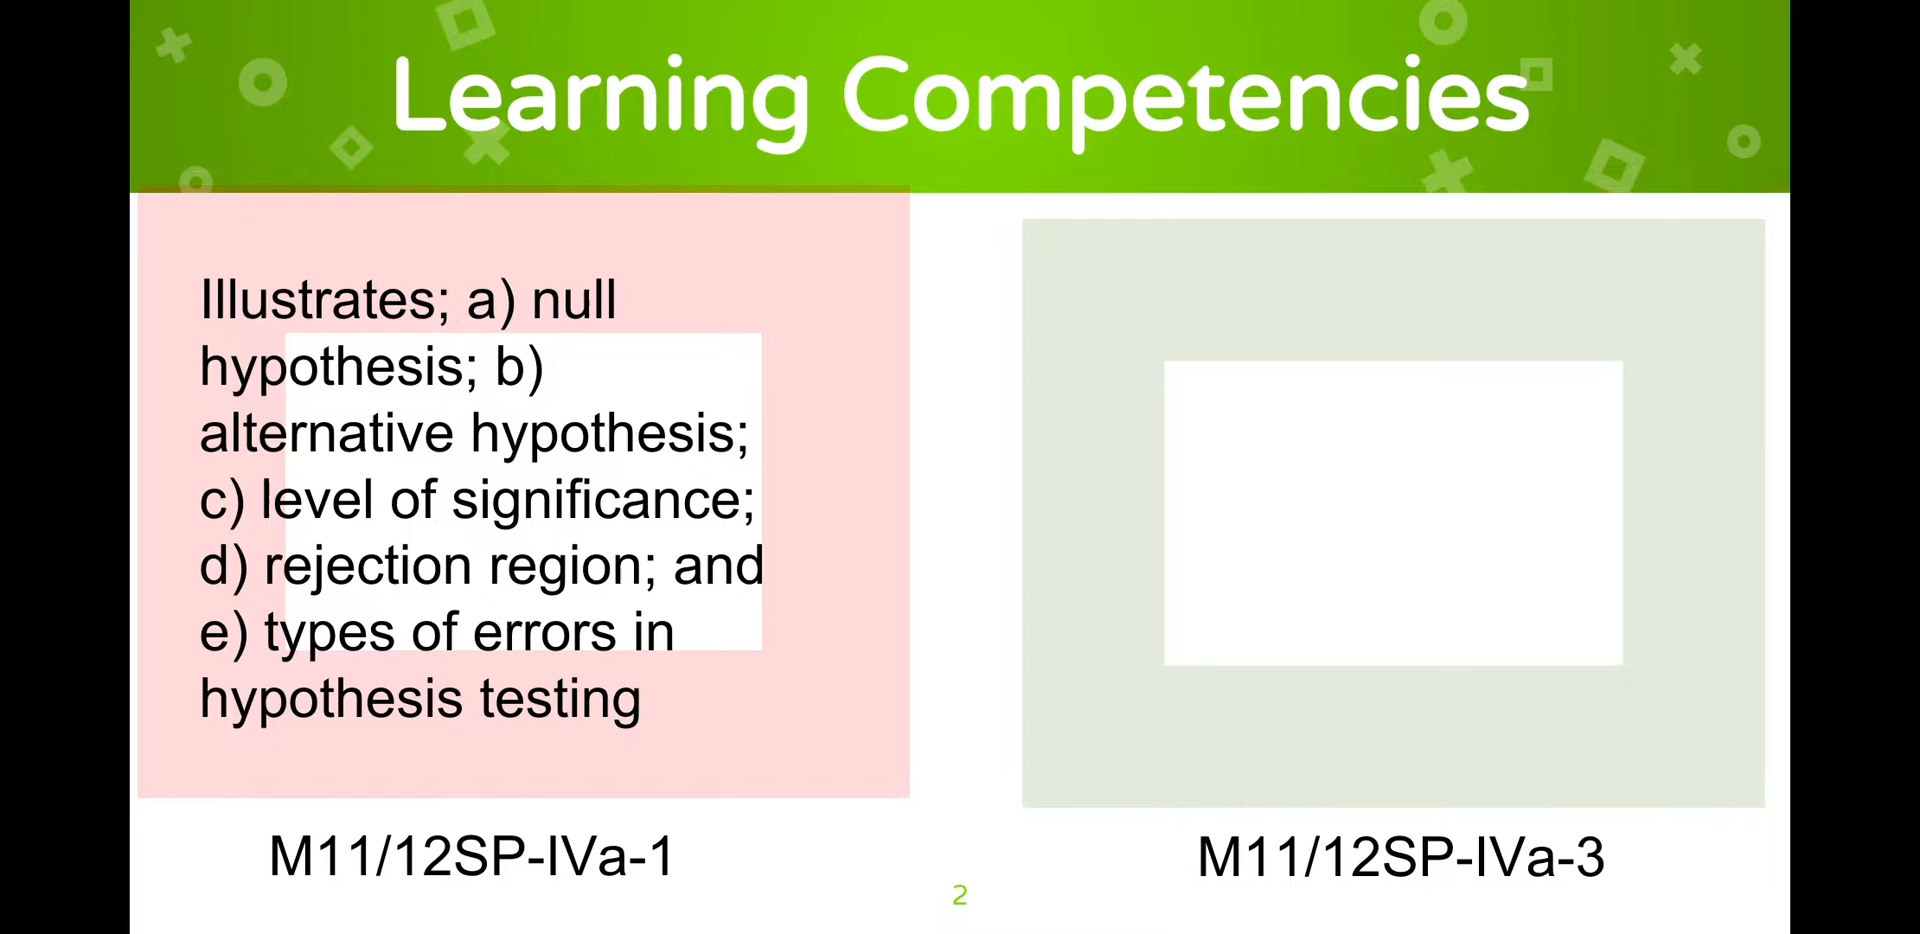 Learning Competencies
Illustrates; a) null
hypothesis; b)
alternative hypothesis;
c) level of significance;
d) rejection region; and
e) types of errors in
hypothesis testing
M11/12SP-IVa-1
M11/12SP-IVa-3
2